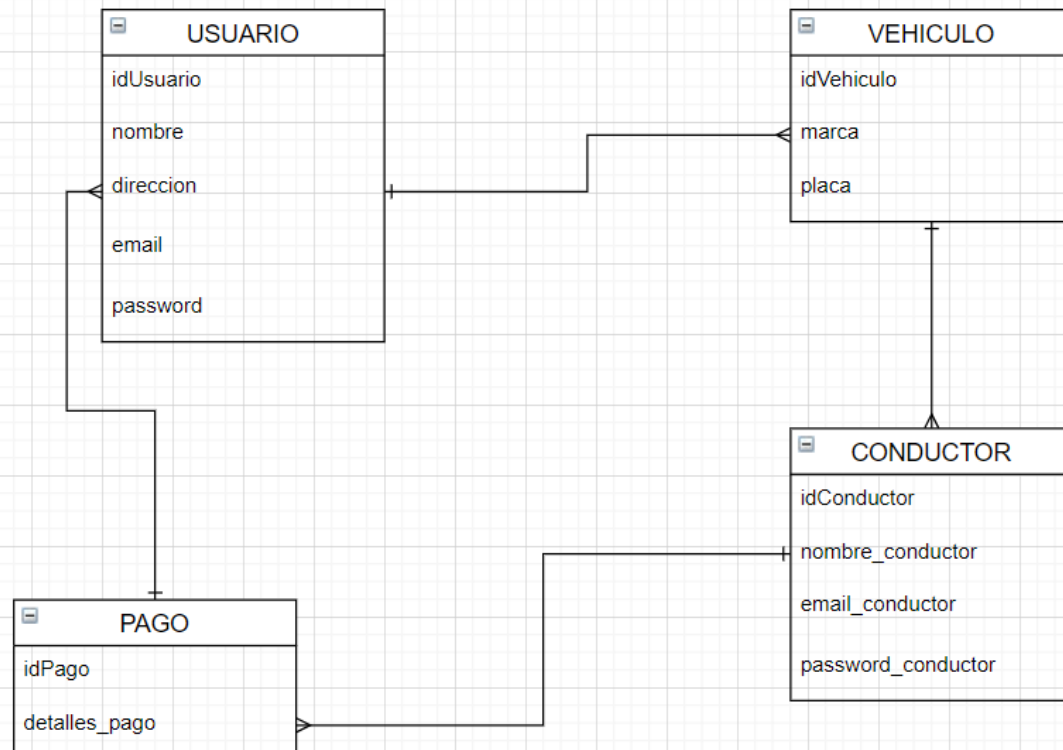 USUARIO
idUsuario
nombre
direccion
email
password
VEHICULO
idVehiculo
marca
placa
CONDUCTOR
idConductor
nombre_conductor
email_conductor
password_conductor
PAGO
idPago
detalles_pago